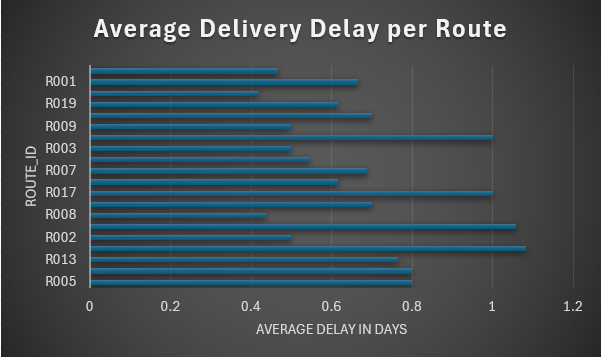 Average Delivery Delay per Route
R001
R019
R009
R003
R007
R017
R008
R002
R013
R005
ROUTE_ID
0 0.2 0.4 0.6 0.8 1 1.2
AVERAGE DELAY IN DAYS